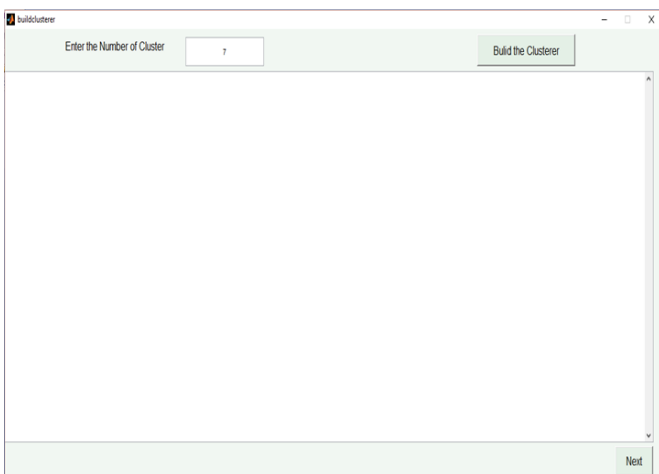 buildclusterer
Enter the Number of Cluster
7
Bulid the Clusterer
Next